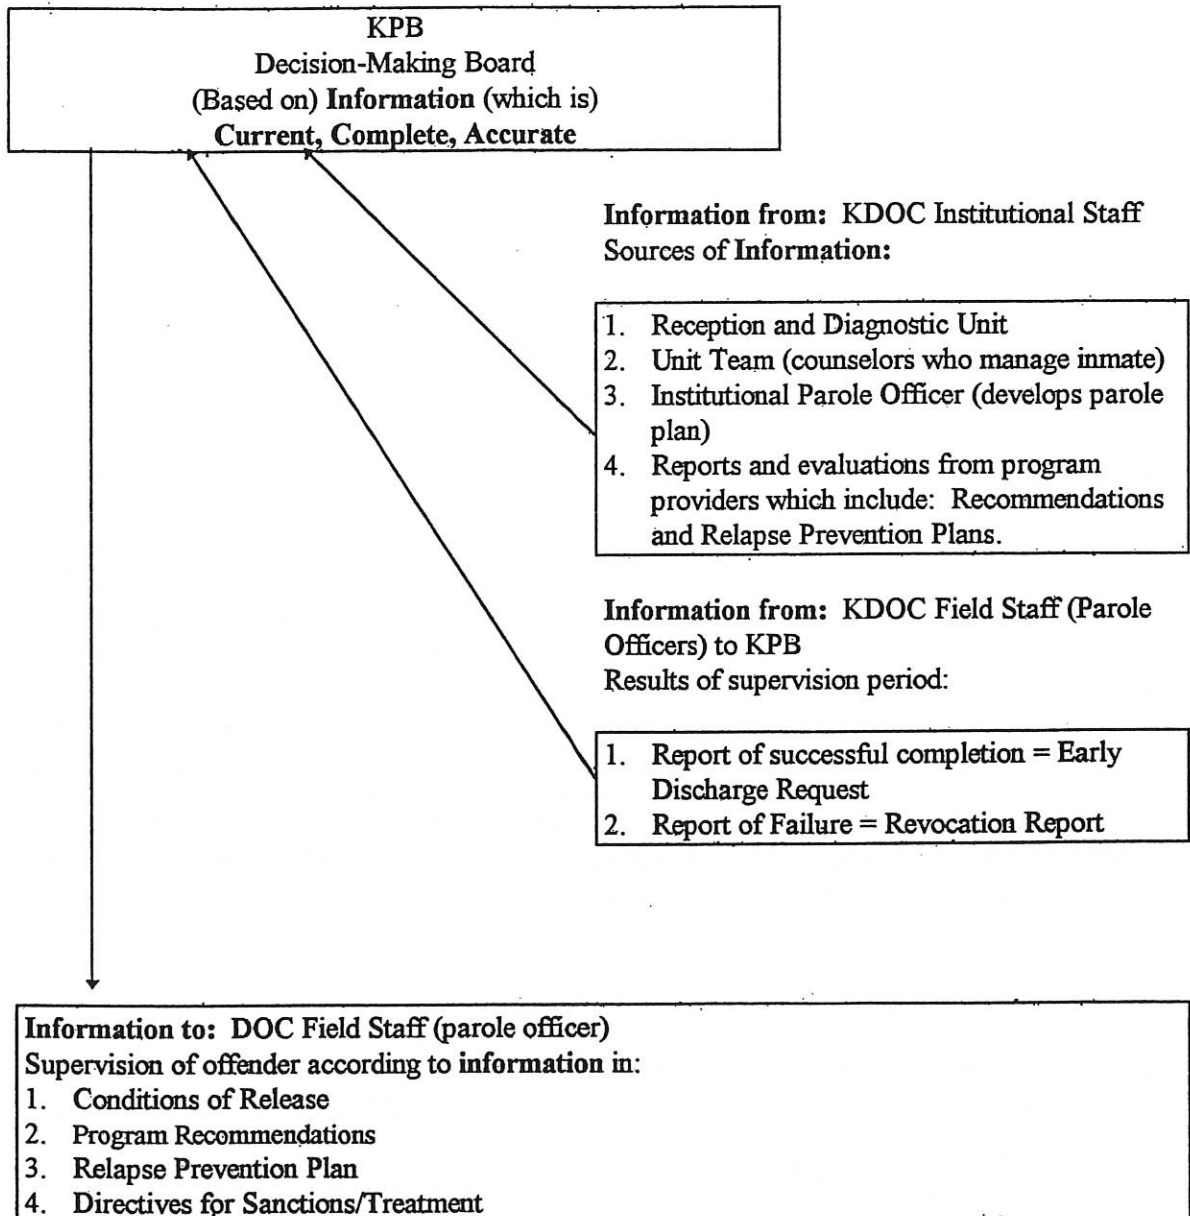 KPB
Decision-Making Board
(Based on) Information (which is)
Current, Complete, Accurate
Information from: KDOC Institutional Staff
Sources of Information:
1. Reception and Diagnostic Unit
2. Unit Team (counselors who manage inmate)
3. Institutional Parole Officer (develops parole
plan)
4. Reports and evaluations from program
providers which include: Recommendations
and Relapse Prevention Plans.
Information from: KDOC Field Staff (Parole
Officers) to KPB
Results of supervision period:
1. Report of successful completion = Early
Discharge Request
2. Report of Failure = Revocation Report
Information to: DOC Field Staff (parole officer)
Supervision of offender according to information in:
1. Conditions of Release
2. Program Recommendations
3. Relapse Prevention Plan
4. Directives for Sanctions/Treatment